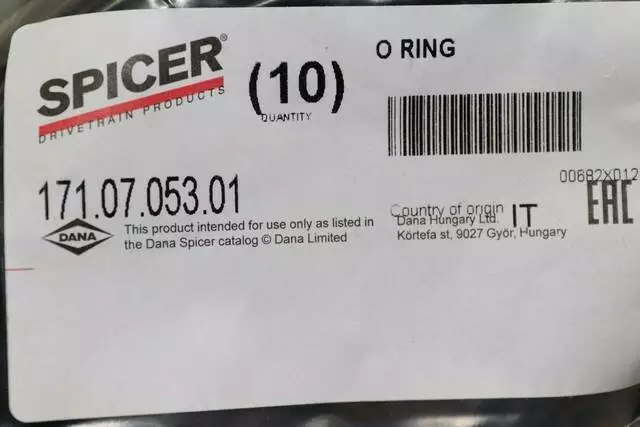 SPICER®
DRIVETRAIN PRODUCTS
(10)
QUANTITY
O RING
00682X012
171.07.053.01
DANA
This product intended for use only as listed in
the Dana Spicer catalog © Dana Limited
Country of origin IT
Dana Hungary Ltd.
Körtefa st, 9027 Györ, Hungary
EAC